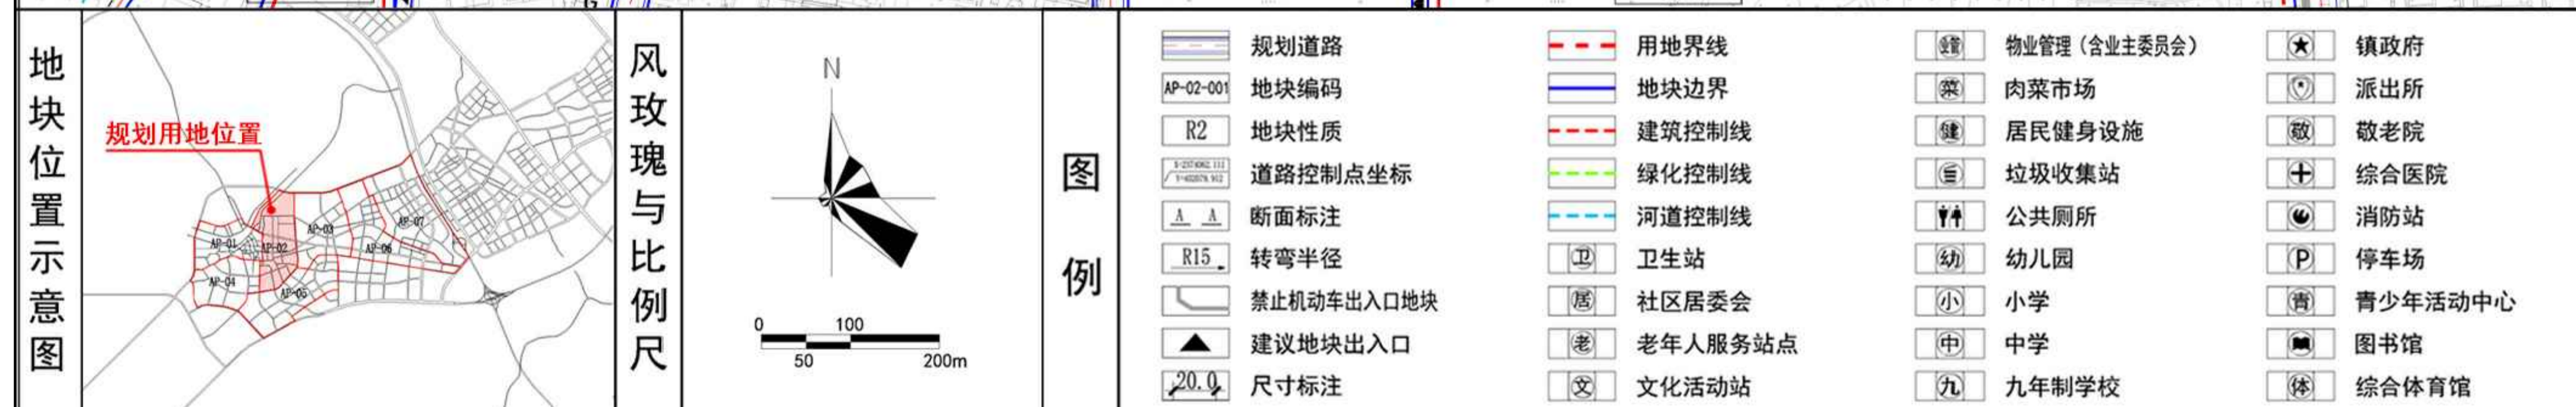 地块位置示意图
规划用地位置
AP-01
AP-02
AP-03
AP-07
AP-06
AP-04
AP-05
风玫瑰与比例尺
N
0 100
50 200m
图例
规划道路
AP-02-001 地块编码
R2 地块性质
道路控制点坐标
A A 断面标注
R15 转弯半径
禁止机动车出入口地块
建议地块出入口
20.0 尺寸标注
用地界线
地块边界
建筑控制线
绿化控制线
河道控制线
卫 卫生站
居 社区居委会
老 老年人服务站点
文 文化活动站
物业管理（含业主委员会）
菜 肉菜市场
健 居民健身设施
垃圾收集站
公共厕所
幼 幼儿园
小 小学
中 中学
九 九年制学校
镇政府
派出所
敬 敬老院
综合医院
消防站
P 停车场
青 青少年活动中心
图书馆
体 综合体育馆